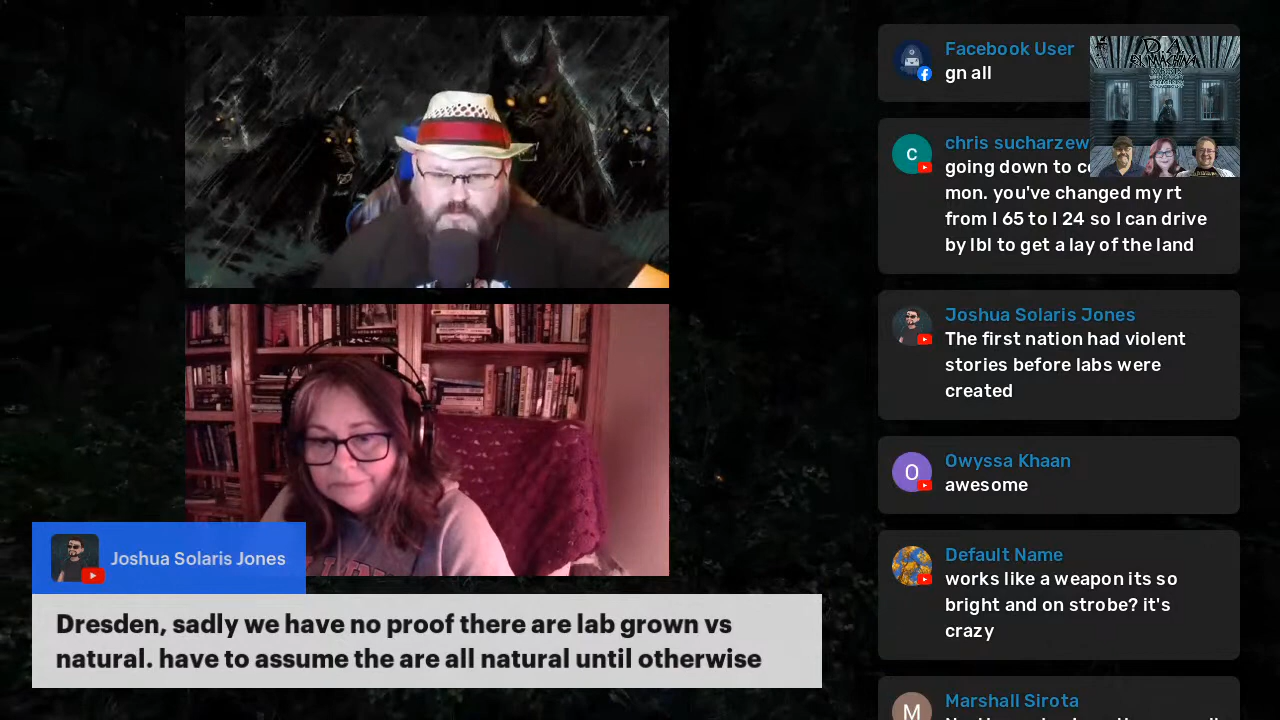 Facebook User
gn all
chris sucharzew
going down to
mon. you've changed my rt
from I 65 to I 24 so I can drive
by lbl to get a lay of the land
Joshua Solaris Jones
The first nation had violent
stories before labs were
created
Owyssa Khaan
awesome
Default Name
works like a weapon its so
bright and on strobe? it's
crazy
Marshall Sirota
Joshua Solaris Jones
Dresden, sadly we have no proof there are lab grown vs
natural. have to assume the are all natural until otherwise